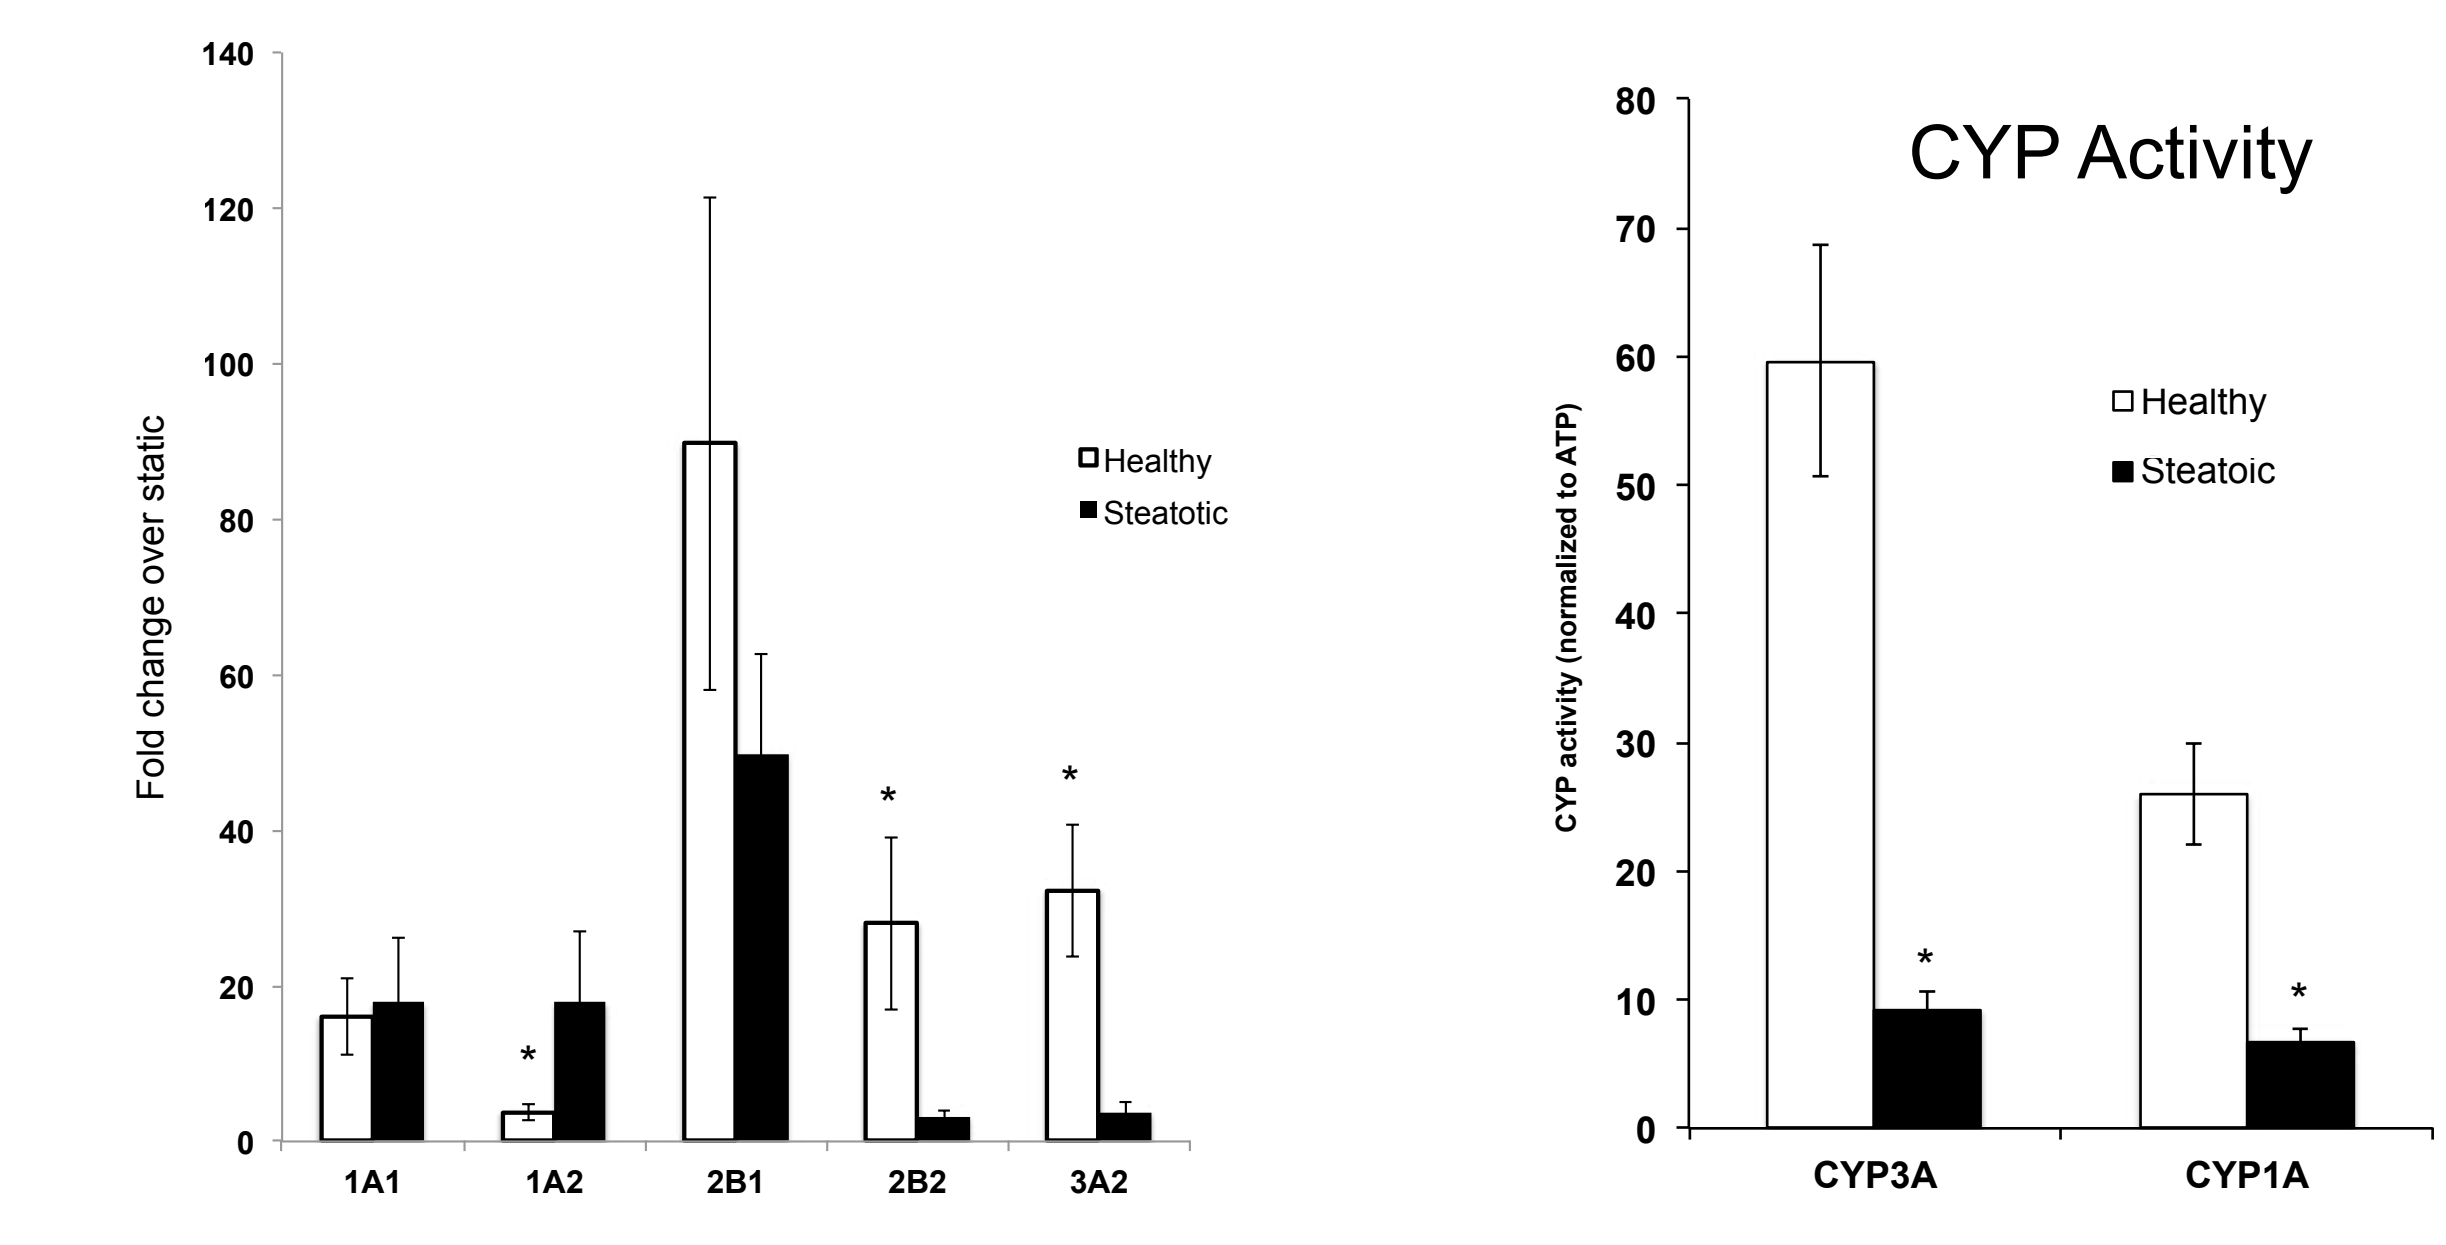 140
120
100
80
60
40
20
0
Fold change over static
*
*
*
Healthy
Steatotic
1A1 1A2 2B1 2B2 3A2
CYP Activity
80
70
60
50
40
30
20
10
0
CYP activity (normalized to ATP)
Healthy
Steatoic
*
*
CYP3A CYP1A